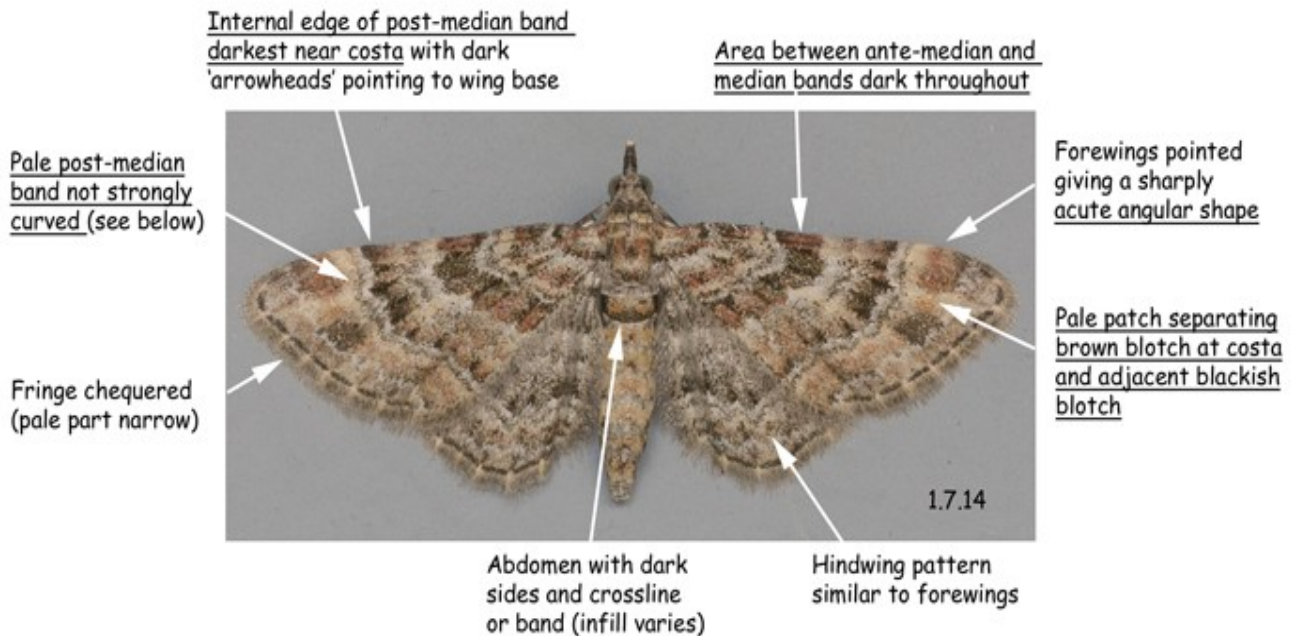 Internal edge of post-median band
darkest near costa with dark
'arrowheads' pointing to wing base
Area between ante-median and
median bands dark throughout
Pale post-median
band not strongly
curved (see below)
Forewings pointed
giving a sharply
acute angular shape
Fringe chequered
(pale part narrow)
Pale patch separating
brown blotch at costa
and adjacent blackish
blotch
1.7.14
Abdomen with dark
sides and crossline
or band (infill varies)
Hindwing pattern
similar to forewings